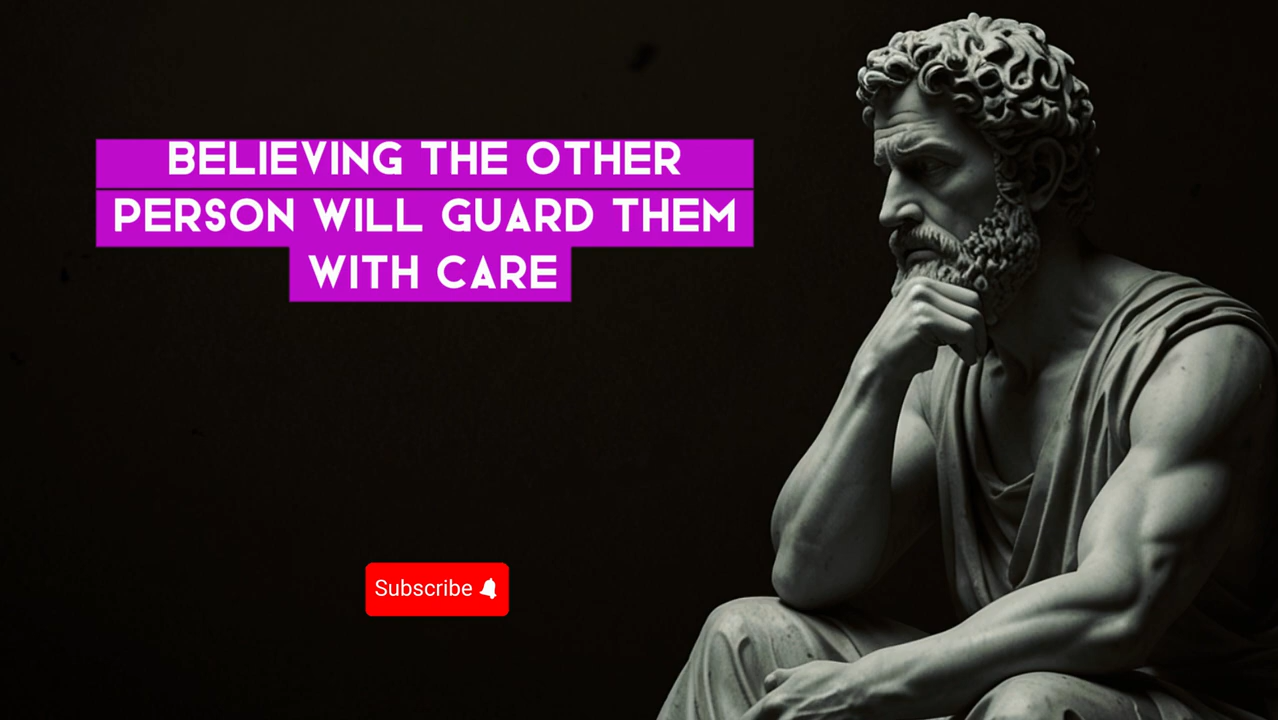 BELIEVING THE OTHER
PERSON WILL GUARD THEM
WITH CARE
Subscribe